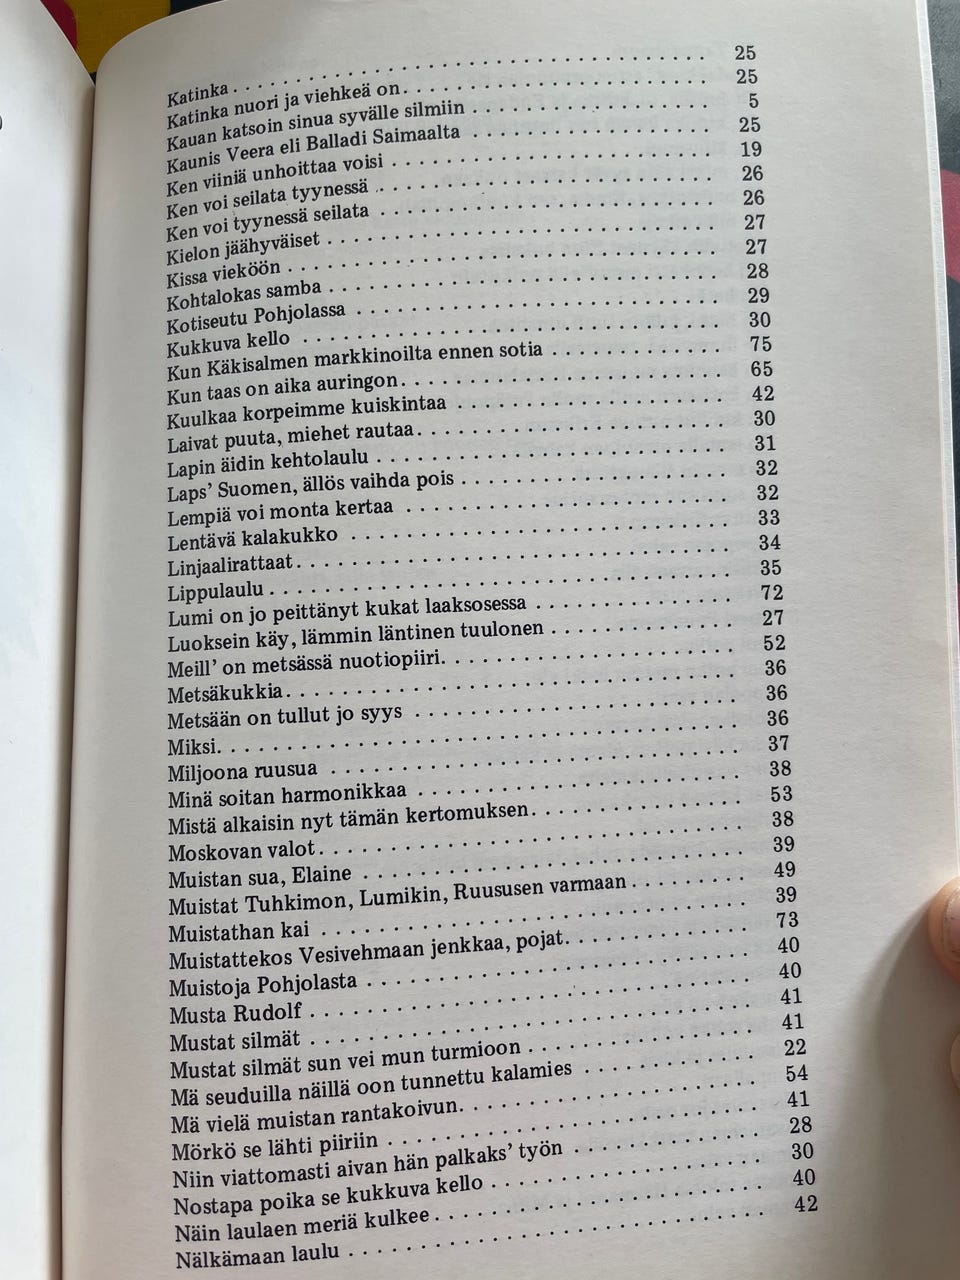 Katinka . . . . . . . . . . . . . . . . . . . . 25
Katinka nuori ja viehkeä on. . . . . . . . . . . . . . . . . . . . 25
Kauan katsoin sinua syvälle silmiin . . . . . . . . . . . . . . . 5
Kaunis Veera eli Balladi Saimaalta . . . . . . . . . . . . . . . 25
Ken viiniä unhoittaa voisi . . . . . . . . . . . . . . . . . . . . 19
Ken voi seilata tyynessä . . . . . . . . . . . . . . . . . . . . 26
Ken voi tyynessä seilata . . . . . . . . . . . . . . . . . . . . 26
Kielon jäähyväiset . . . . . . . . . . . . . . . . . . . . 27
Kissa vieköön . . . . . . . . . . . . . . . . . . . . 27
Kohtalokas samba . . . . . . . . . . . . . . . . . . . . 28
Kotiseutu Pohjolassa . . . . . . . . . . . . . . . . . . . . 29
Kukkuva kello . . . . . . . . . . . . . . . . . . . . 30
Kun Käkisalmen markkinoilta ennen sotia . . . . . . . . . . . 75
Kun taas on aika auringon. . . . . . . . . . . . . . . . . . . . 65
Kuulkaa korpeimme kuiskintaa . . . . . . . . . . . . . . . . . 42
Laivat puuta, miehet rautaa. . . . . . . . . . . . . . . . . . . . 30
Lapin äidin kehtolaulu . . . . . . . . . . . . . . . . . . . . 31
Laps' Suomen, ällös vaihda pois . . . . . . . . . . . . . . . . 32
Lempiä voi monta kertaa . . . . . . . . . . . . . . . . . . . . 32
Lentävä kalakukko . . . . . . . . . . . . . . . . . . . . 33
Linjaalirattaat. . . . . . . . . . . . . . . . . . . . 34
Lippulaulu . . . . . . . . . . . . . . . . . . . . 35
Lumi on jo peittänyt kukat laaksosessa . . . . . . . . . . . . 72
Luoksein käy, lämmin läntinen tuulonen . . . . . . . . . . . 27
Meill' on metsässä nuotiopiiri. . . . . . . . . . . . . . . . . . . 52
Metsäkukkia. . . . . . . . . . . . . . . . . . . . 36
Metsään on tullut jo syys . . . . . . . . . . . . . . . . . . . . 36
Miksi. . . . . . . . . . . . . . . . . . . . 36
Miljoona ruusua . . . . . . . . . . . . . . . . . . . . 37
Minä soitan harmonikkaa . . . . . . . . . . . . . . . . . . . . 38
Mistä alkaisin nyt tämän kertomuksen. . . . . . . . . . . . . 53
Moskovan valot. . . . . . . . . . . . . . . . . . . . 38
Muistan sua, Elaine . . . . . . . . . . . . . . . . . . . . 39
Muistat Tuhkimon, Lumikin, Ruususen varmaan . . . . . . . . 49
Muistathan kai . . . . . . . . . . . . . . . . . . . . 39
Muistattekos Vesivehmaan jenkkaa, pojat. . . . . . . . . . . . 73
Muistoja Pohjolasta . . . . . . . . . . . . . . . . . . . . 40
Musta Rudolf . . . . . . . . . . . . . . . . . . . . 40
Mustat silmät . . . . . . . . . . . . . . . . . . . . 41
Mustat silmät sun vei mun turmioon . . . . . . . . . . . . . . 41
Mä seuduilla näillä oon tunnettu kalamies . . . . . . . . . . . 22
Mä vielä muistan rantakoivun. . . . . . . . . . . . . . . . . . . . 54
Mörkö se lähti piiriin . . . . . . . . . . . . . . . . . . . . 41
Niin viattomasti aivan hän palkaks' työn . . . . . . . . . . . . 28
Nostapa poika se kukkuva kello . . . . . . . . . . . . . . . . . 30
Näin laulaen meriä kulkee . . . . . . . . . . . . . . . . . . . . 40
Nälkämaan laulu . . . . . . . . . . . . . . . . . . . . 42